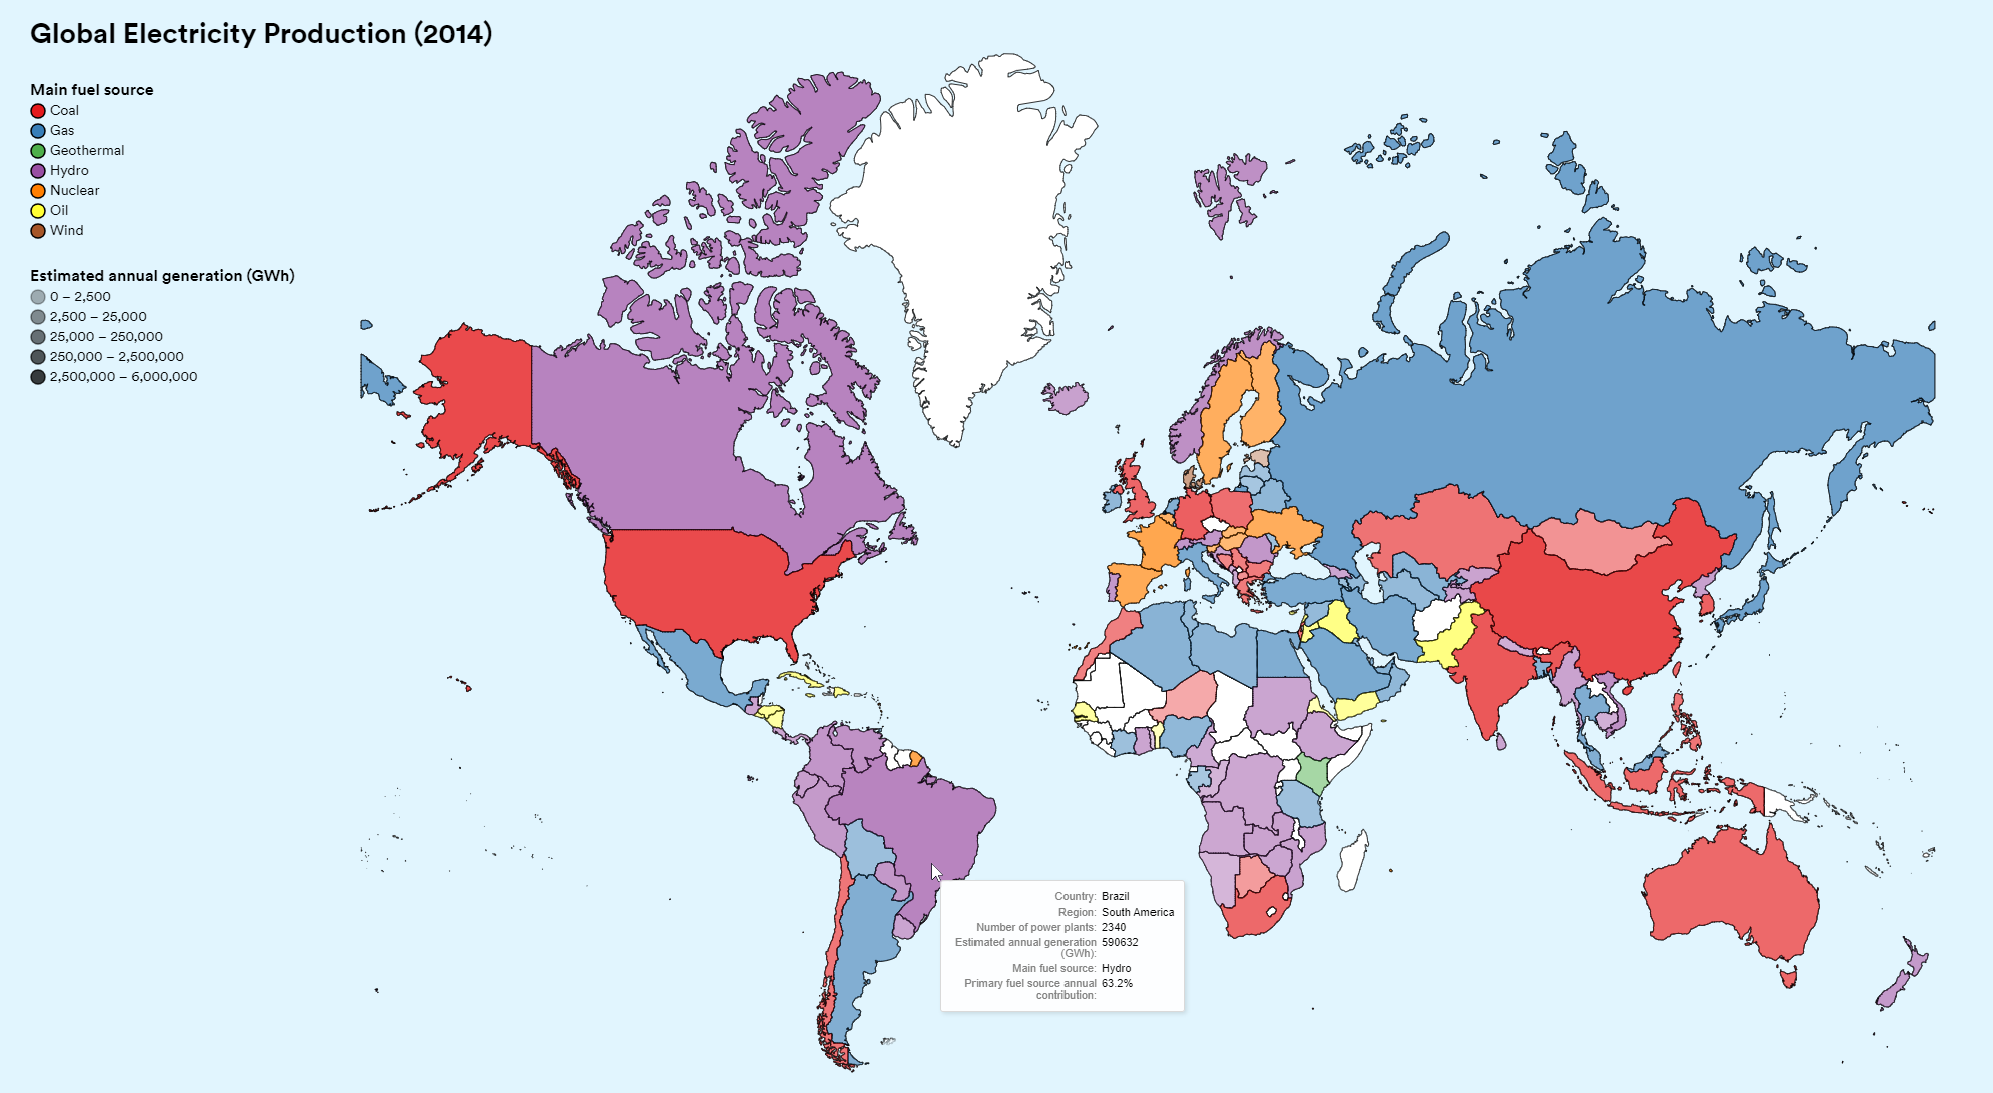 Global Electricity Production (2014)
Main fuel source
Coal
Gas
Geothermal
Hydro
Nuclear
Oil
Wind
Estimated annual generation (GWh)
0 – 2,500
2,500 – 25,000
25,000 – 250,000
250,000 – 2,500,000
2,500,000 – 6,000,000
Country: Brazil
Region: South America
Number of power plants: 2340
Estimated annual generation 590632
(GWh):
Main fuel source: Hydro
Primary fuel source annual 63.2%
contribution: